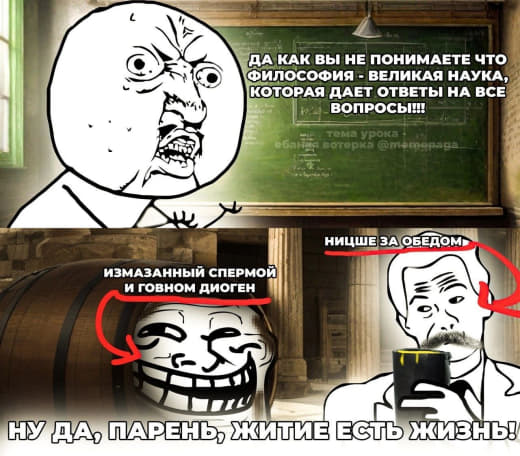 ДА КАК ВЫ НЕ ПОНИМАЕТЕ ЧТО
ФИЛОСОФИЯ - ВЕЛИКАЯ НАУКА,
КОТОРАЯ ДАЕТ ОТВЕТЫ НА ВСЕ
ВОПРОСЫ!!!
тема урока -
ебаная вотерка @memepaga
НИЦШЕ ЗА ОБЕДОМ
ИЗМАЗАННЫЙ СПЕРМОЙ
И ГОВНОМ ДИОГЕН
НУ ДА, ПАРЕНЬ, ЖИТИЕ ЕСТЬ ЖИЗНЬ!